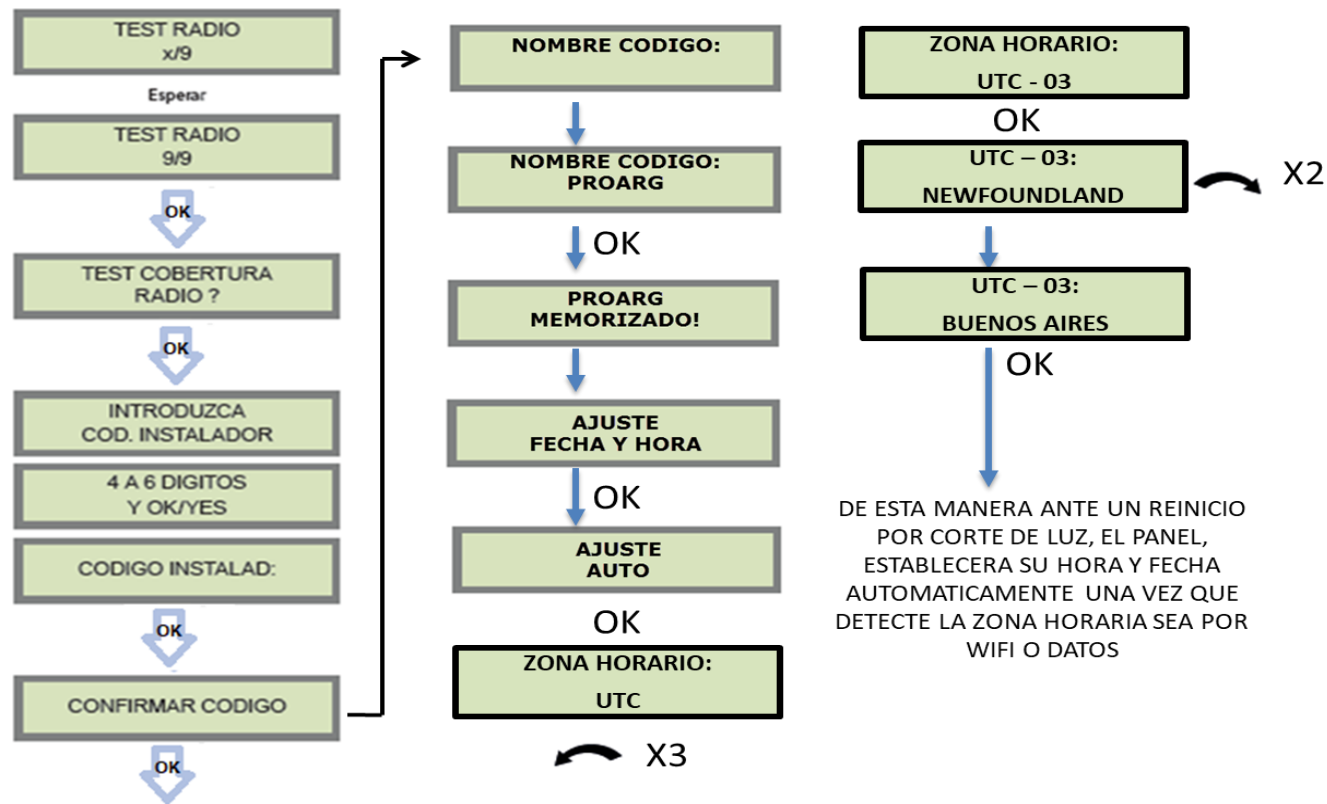 TEST RADIO
x/9
Esperar
TEST RADIO
9/9
OK
TEST COBERTURA
RADIO ?
OK
INTRODUZCA
COD. INSTALADOR
4 A 6 DIGITOS
Y OK/YES
CODIGO INSTALAD:
OK
CONFIRMAR CODIGO
OK
NOMBRE CODIGO:
NOMBRE CODIGO:
PROARG
OK
PROARG
MEMORIZADO!
AJUSTE
FECHA Y HORA
OK
AJUSTE
AUTO
OK
ZONA HORARIO:
UTC
X3
ZONA HORARIO:
UTC - 03
OK
UTC – 03:
NEWFOUNDLAND
X2
UTC – 03:
BUENOS AIRES
OK
DE ESTA MANERA ANTE UN REINICIO
POR CORTE DE LUZ, EL PANEL,
ESTABLECERA SU HORA Y FECHA
AUTOMATICAMENTE UNA VEZ QUE
DETECTE LA ZONA HORARIA SEA POR
WIFI O DATOS